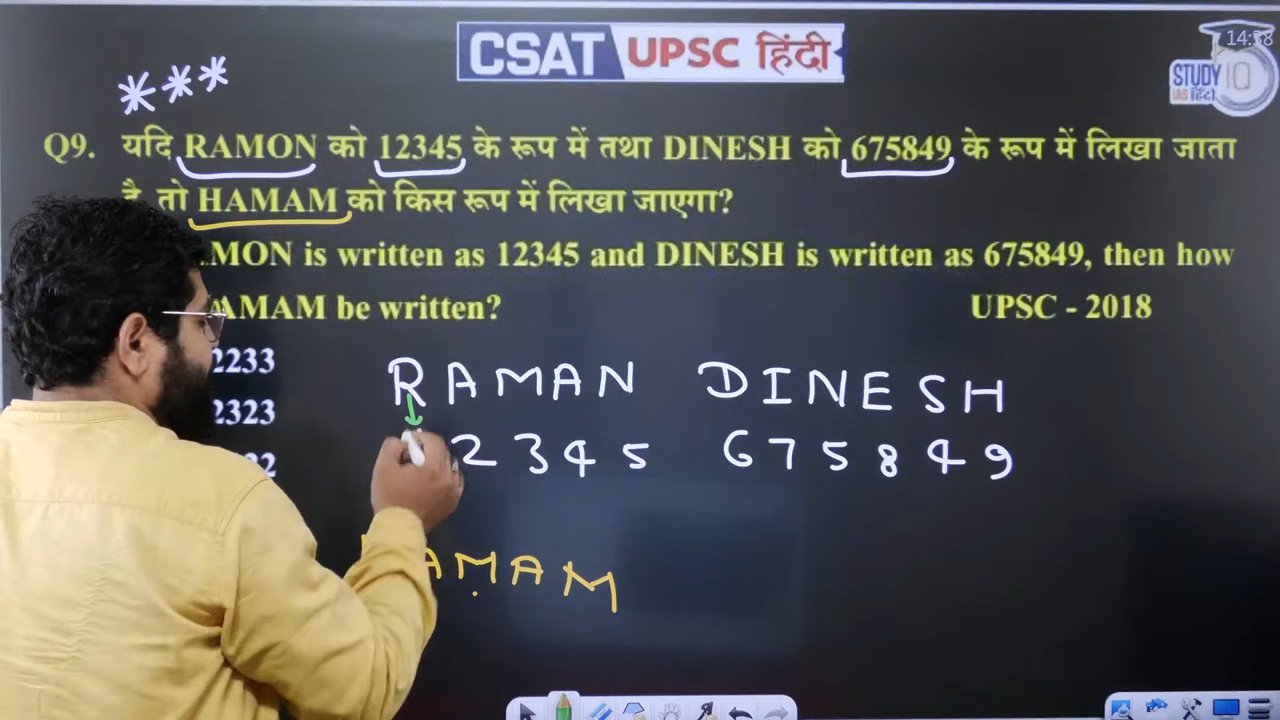 CSAT UPSC हिंदी
14:38
STUDY IQ
IAS हिंदी
***
Q9. यदि RAMON को 12345 के रूप में तथा DINESH को 675849 के रूप में लिखा जाता
है, तो HAMAM को किस रूप में लिखा जाएगा?
MON is written as 12345 and DINESH is written as 675849, then how
AMAM be written? UPSC - 2018
2233
2323
2
RAMAN DINESH
2345 675849
AMAM